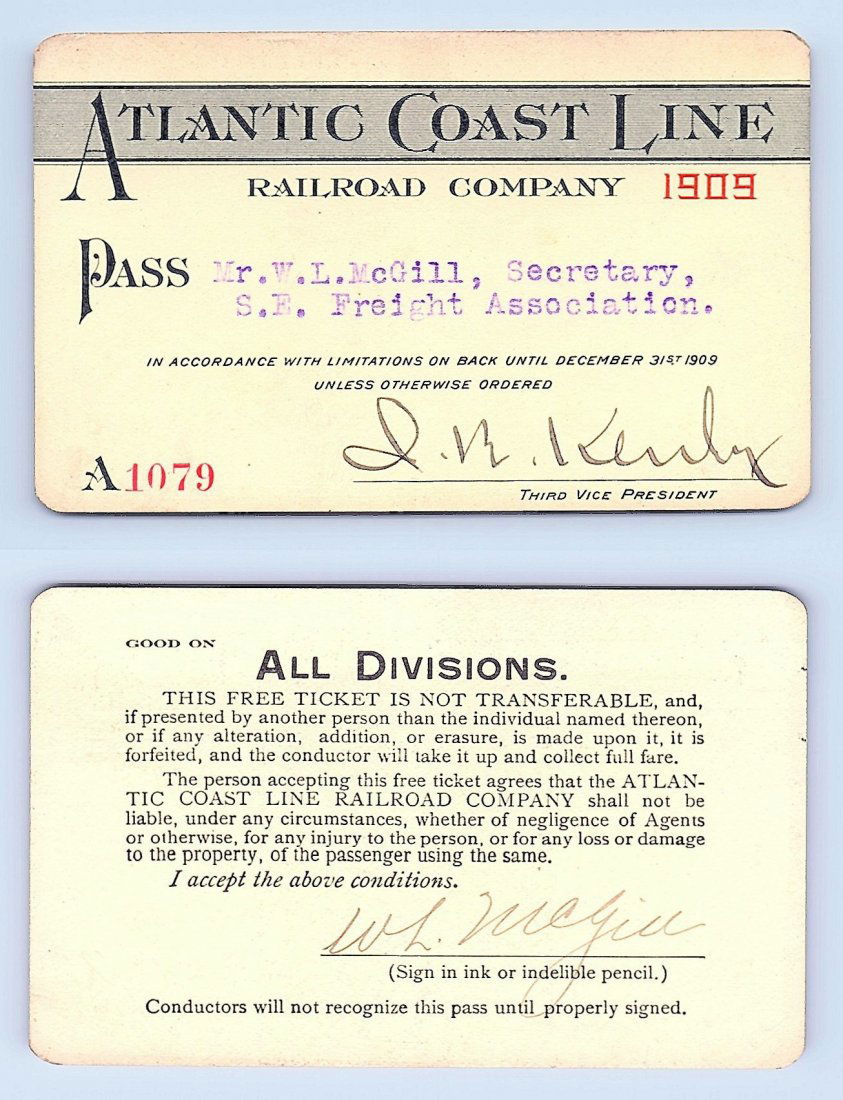 ATLANTIC COAST LINE
RAILROAD COMPANY 1909
PASS Mr.W.L.McGill, Secretary,
S.E. Freight Association.
IN ACCORDANCE WITH LIMITATIONS ON BACK UNTIL DECEMBER 31ST 1909
UNLESS OTHERWISE ORDERED
J.R. Kenly
A1079
THIRD VICE PRESIDENT
GOOD ON
ALL DIVISIONS.
THIS FREE TICKET IS NOT TRANSFERABLE, and,
if presented by another person than the individual named thereon,
or if any alteration, addition, or erasure, is made upon it, it is
forfeited, and the conductor will take it up and collect full fare.
The person accepting this free ticket agrees that the ATLAN-
TIC COAST LINE RAILROAD COMPANY shall not be
liable, under any circumstances, whether of negligence of Agents
or otherwise, for any injury to the person, or for any loss or damage
to the property, of the passenger using the same.
I accept the above conditions.
W L. McGill
(Sign in ink or indelible pencil.)
Conductors will not recognize this pass until properly signed.